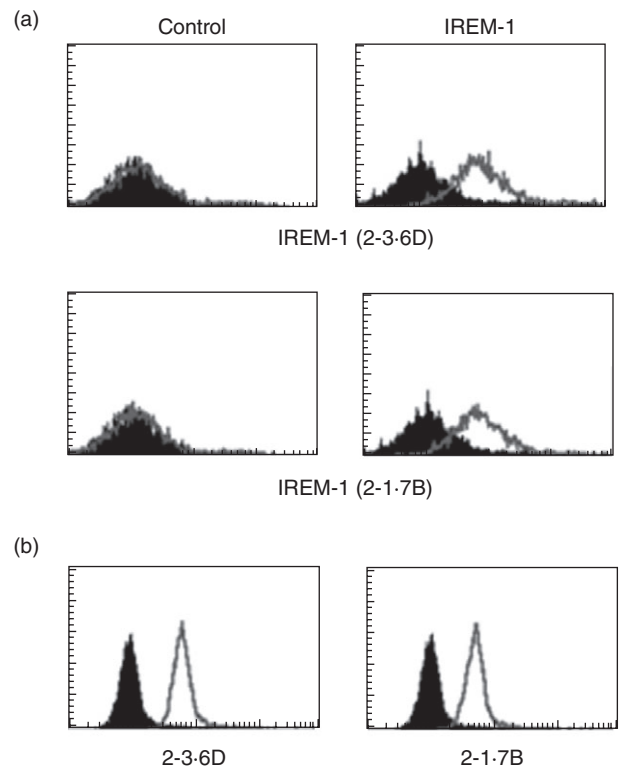 (a)
Control
IREM-1
IREM-1 (2-3·6D)
IREM-1 (2-1·7B)
(b)
2-3·6D
2-1·7B